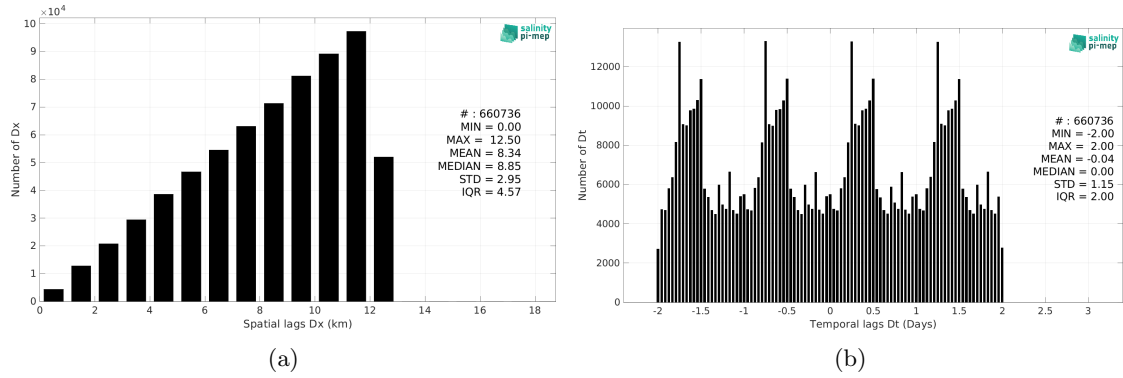 ×10^4
10
9
8
7
6
5
4
3
2
1
0
Number of Dx
salinity
pi-mep
# : 660736
MIN = 0.00
MAX = 12.50
MEAN = 8.34
MEDIAN = 8.85
STD = 2.95
IQR = 4.57
0 2 4 6 8 10 12 14 16 18
Spatial lags Dx (km)
(a)
12000
10000
8000
6000
4000
2000
0
Number of Dt
salinity
pi-mep
# : 660736
MIN = -2.00
MAX = 2.00
MEAN = -0.04
MEDIAN = 0.00
STD = 1.15
IQR = 2.00
-2 -1.5 -1 -0.5 0 0.5 1 1.5 2 2.5 3
Temporal lags Dt (Days)
(b)